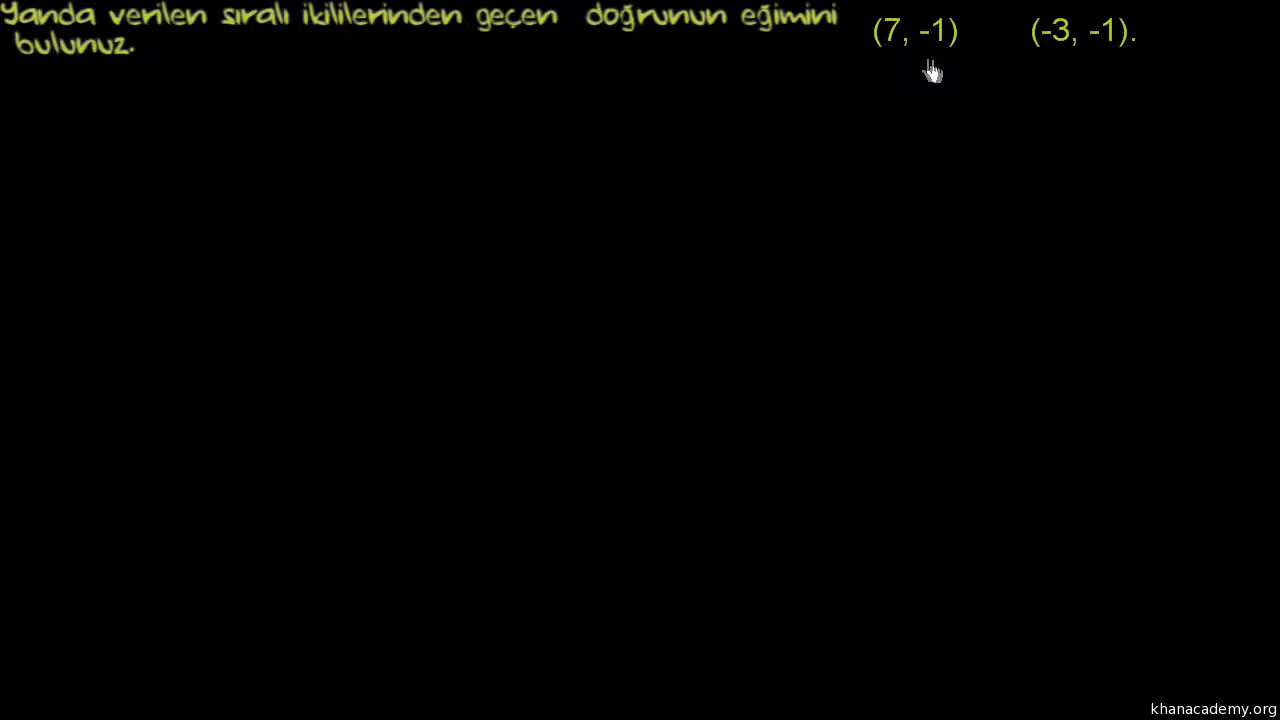 Yanda verilen sıralı ikililerinden geçen doğrunun eğimini (7, -1) (-3, -1).
bulunuz.
khanacademy.org